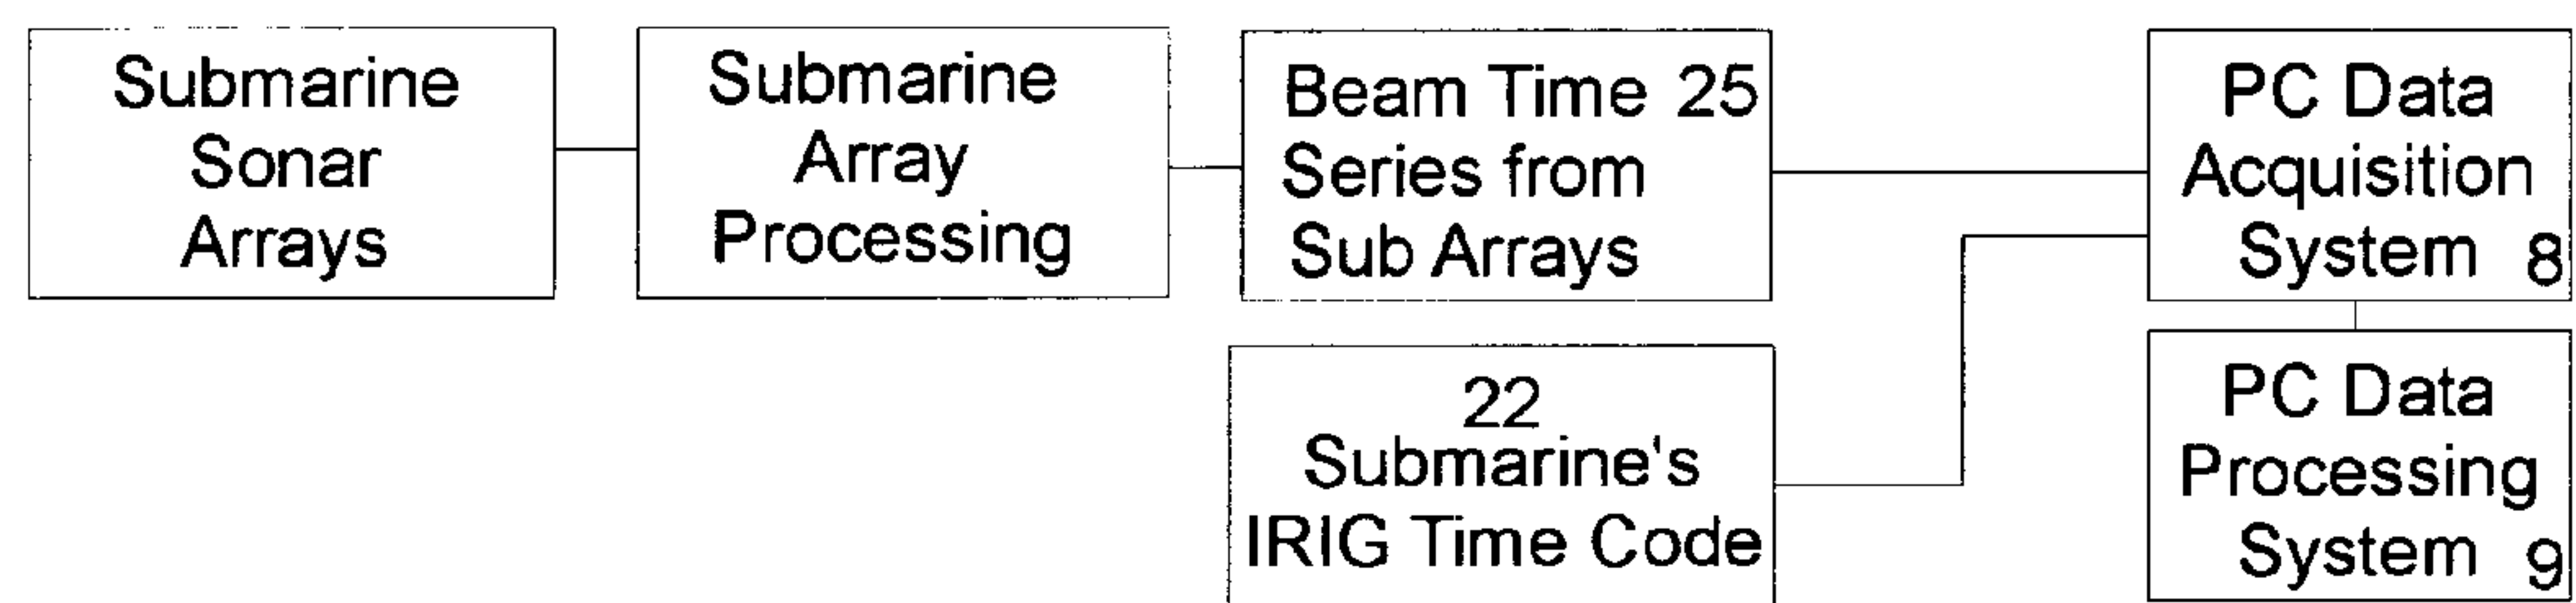 Submarine
Sonar
Arrays
Submarine
Array
Processing
Beam Time 25
Series from
Sub Arrays
PC Data
Acquisition
System 8
22
Submarine's
IRIG Time Code
PC Data
Processing
System 9